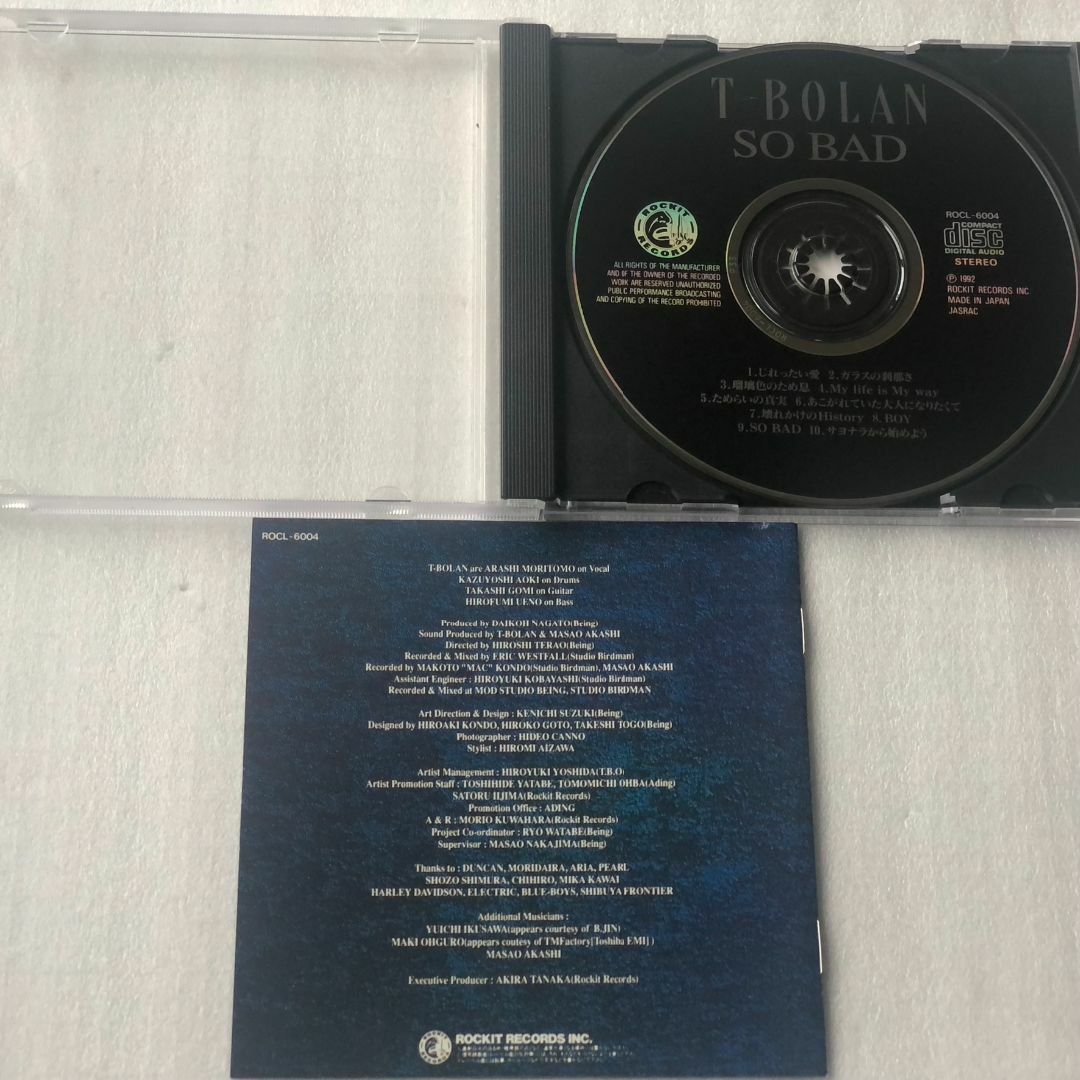 T-BOLAN
SO BAD
ROCKIT
RECORDS
ALL RIGHTS OF THE MANUFACTURER
AND OF THE OWNER OF THE RECORDED
WORK ARE RESERVED UNAUTHORIZED
PUBLIC PERFORMANCE BROADCASTING
AND COPYING OF THE RECORD PROHIBITED
ROCL-6004
COMPACT
disc
DIGITAL AUDIO
STEREO
Ⓟ 1992
ROCKIT RECORDS INC.
MADE IN JAPAN
JASRAC
1.じれったい愛 2.ガラスの刹那さ
3.瑠璃色のため息 4.My life is My way
5.ためらいの真実 6.あこがれていた大人になりたくて
7.壊れかけのHistory 8.BOY
9.SO BAD 10.サヨナラから始めよう
ROCL-6004
T-BOLAN are ARASHI MORITOMO on Vocal
KAZUYOSHI AOKI on Drums
TAKASHI GOMI on Guitar
HIROFUMI UENO on Bass
Produced by DAIKOH NAGATO(Being)
Sound Produced by T-BOLAN & MASAO AKASHI
Directed by HIROSHI TERAO(Being)
Recorded & Mixed by ERIC WESTFALL(Studio Birdman)
Recorded by MAKOTO "MAC" KONDO(Studio Birdman), MASAO AKASHI
Assistant Engineer : HIROYUKI KOBAYASHI(Studio Birdman)
Recorded & Mixed at MOD STUDIO BEING, STUDIO BIRDMAN
Art Direction & Design : KENICHI SUZUKI(Being)
Designed by HIROAKI KONDO, HIROKO GOTO, TAKESHI TOGO(Being)
Photographer : HIDEO CANNO
Stylist : HIROMI AIZAWA
Artist Management : HIROYUKI YOSHIDA(T.B.O)
Artist Promotion Staff : TOSHIHIDE YATABE, TOMOMICHI OHBA(Ading)
SATORU IIJIMA(Rockit Records)
Promotion Office : ADING
A & R : MORIO KUWAHARA(Rockit Records)
Project Co-ordinator : RYO WATABE(Being)
Supervisor : MASAO NAKAJIMA(Being)
Thanks to : DUNCAN, MORIDAIRA, ARIA, PEARL
SHOZO SHIMURA, CHIHIRO, MIKA KAWAI
HARLEY DAVIDSON, ELECTRIC, BLUE-BOYS, SHIBUYA FRONTIER
Additional Musicians :
YUICHI IKUSAWA(appears courtesy of B.JIN)
MAKI OHGURO(appears coutesy of TMFactory[Toshiba EMI] )
MASAO AKASHI
Executive Producer : AKIRA TANAKA(Rockit Records)
ROCKIT RECORDS INC.